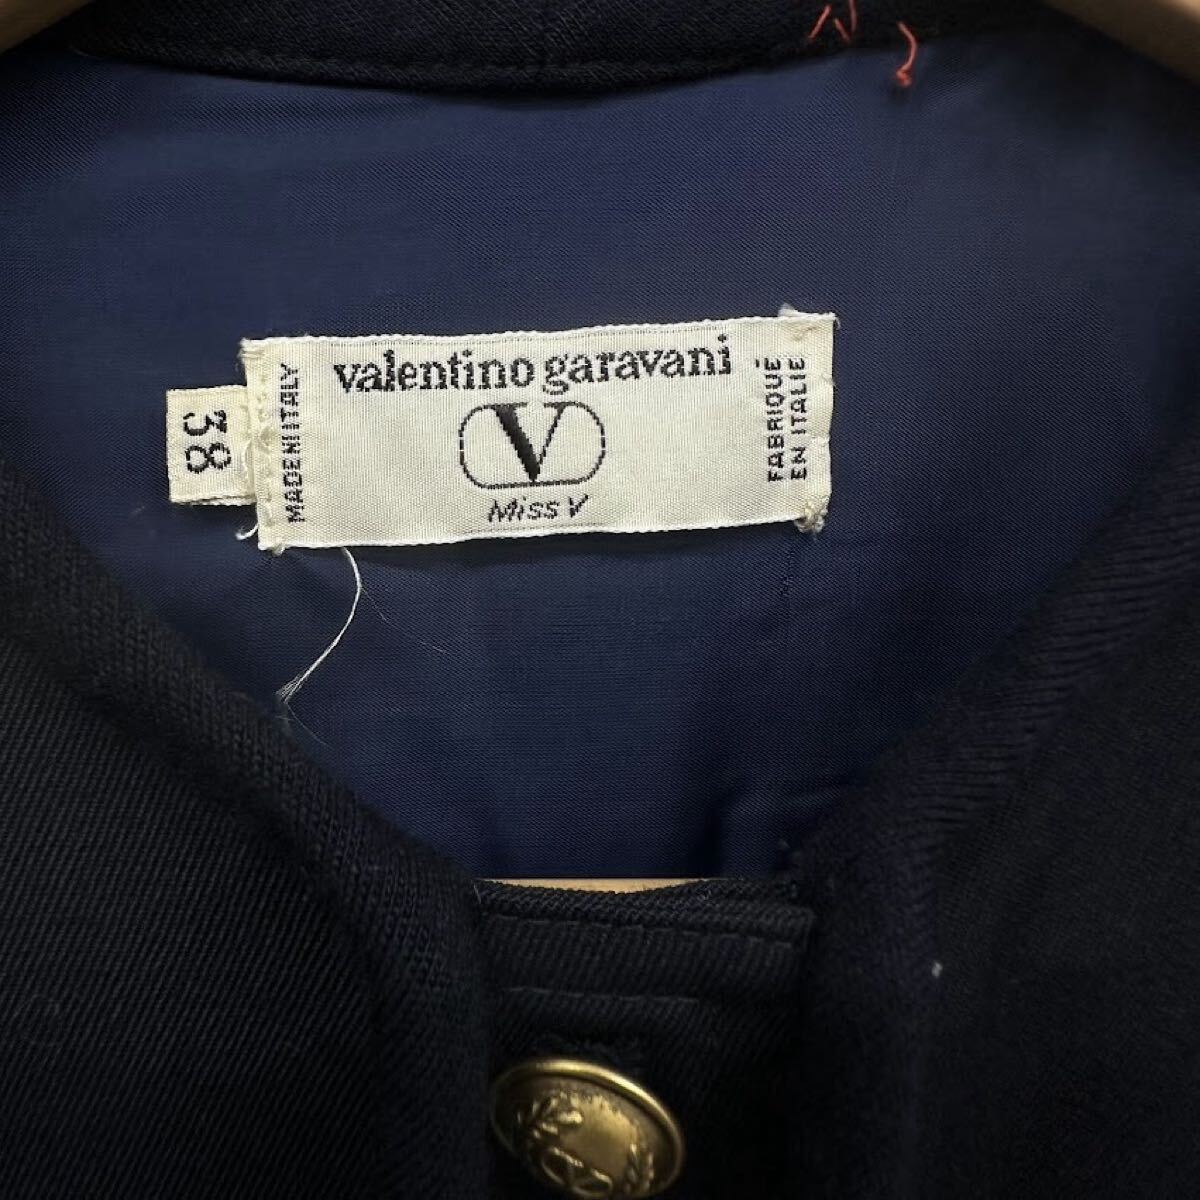 38
MADE IN ITALY
valentino garavani
V
Miss V
FABRIQUÉ
EN ITALIE